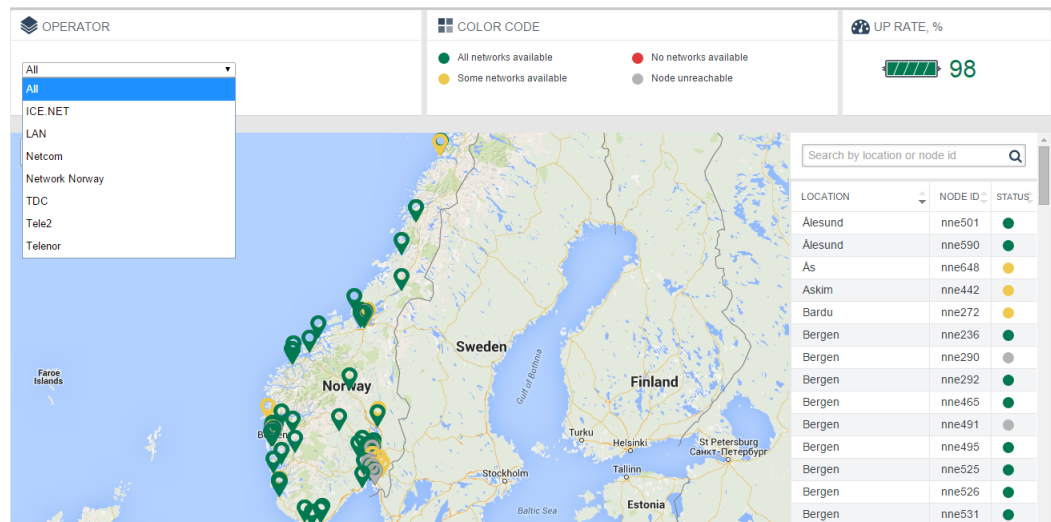 OPERATOR
All
All
ICE.NET
LAN
Netcom
Network Norway
TDC
Tele2
Telenor
COLOR CODE
All networks available
No networks available
Some networks available
Node unreachable
UP RATE, %
98
Faroe
Islands
Norway
Sweden
Gulf of Bothnia
Finland
Turku
Helsinki
St Petersburg
Санкт-Петербург
Stockholm
Tallinn
Estonia
Baltic Sea
Search by location or node id
LOCATION NODE ID STATUS
Ålesund nne501
Ålesund nne590
Ås nne648
Askim nne442
Bardu nne272
Bergen nne236
Bergen nne290
Bergen nne292
Bergen nne465
Bergen nne491
Bergen nne495
Bergen nne525
Bergen nne526
Bergen nne531